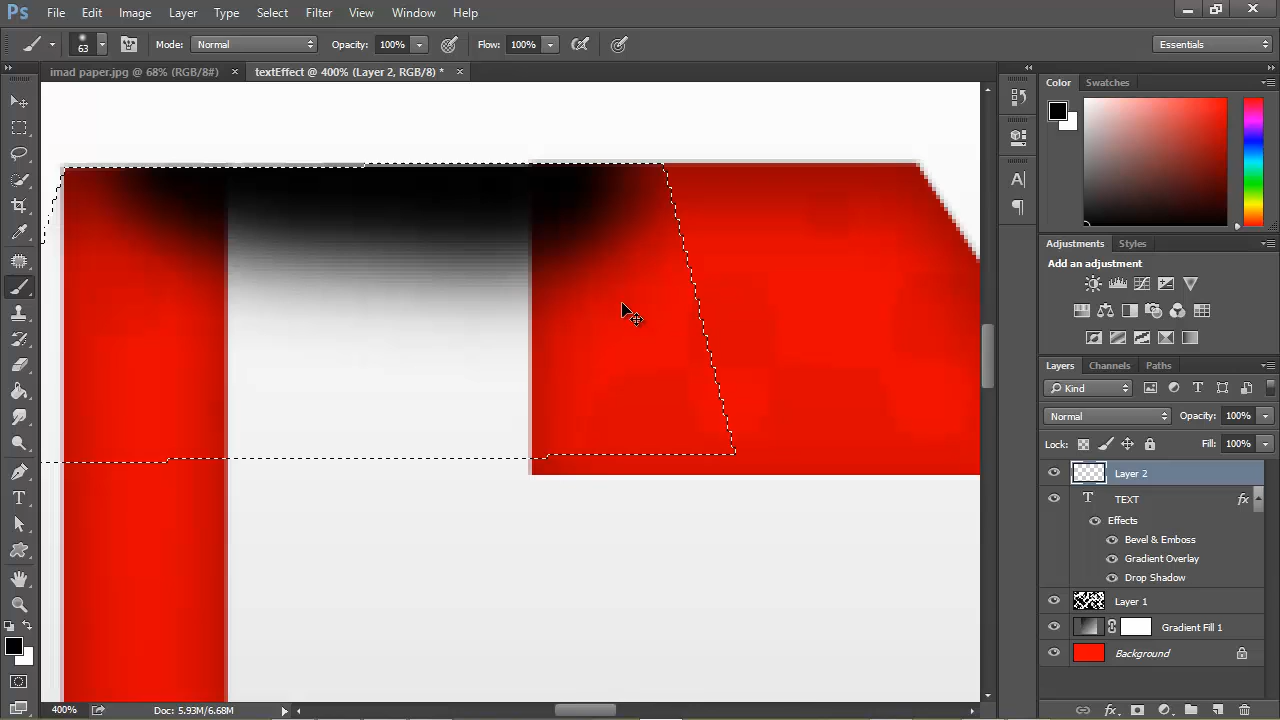 Ps File Edit Image Layer Type Select Filter View Window Help
63 Mode: Normal Opacity: 100% Flow: 100% Essentials
imad paper.jpg @ 68% (RGB/8#) × textEffect @ 400% (Layer 2, RGB/8) * ×
Color Swatches
Adjustments Styles
Add an adjustment
Layers Channels Paths
Kind
Normal Opacity: 100%
Lock: Fill: 100%
Layer 2
T TEXT fx
Effects
Bevel & Emboss
Gradient Overlay
Drop Shadow
Layer 1
Gradient Fill 1
Background
400% Doc: 5.93M/6.68M